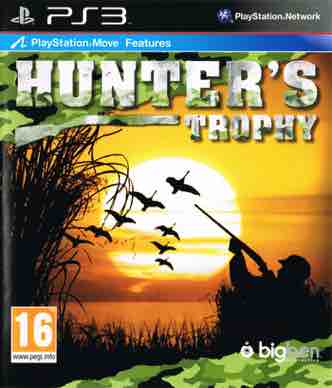 PS3
PlayStation®Network
PlayStation®Move Features
HUNTER'S
TROPHY
16
www.pegi.info
bigben